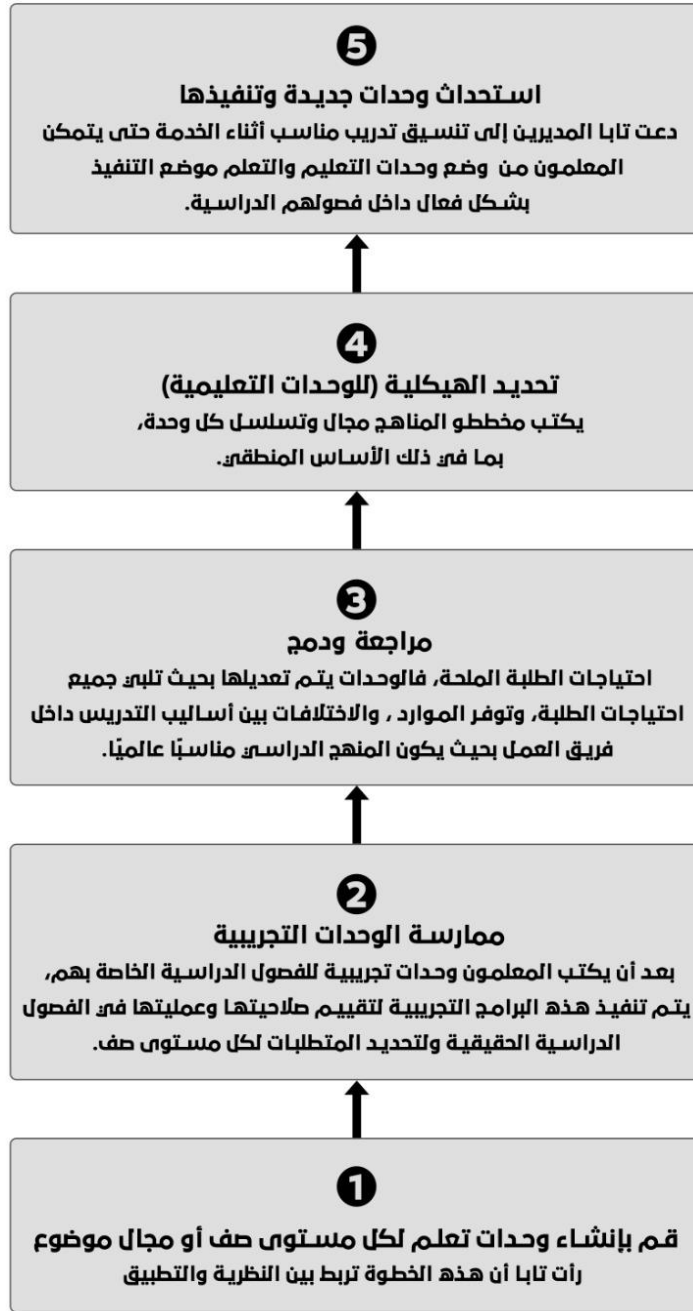 5
استحداث وحدات جديدة وتنفيذها
دعت تابا المديرين إلى تنسيق تدريب مناسب أثناء الخدمة حتى يتمكن
المعلمون من وضع وحدات التعليم والتعلم موضع التنفيذ
بشكل فعال داخل فصولهم الدراسية.
4
تحديد الهيكلية (للوحدات التعليمية)
يكتب مخططو المناهج مجال وتسلسل كل وحدة،
بما في ذلك الأساس المنطقي.
3
مراجعة ودمج
احتياجات الطلبة الملحة، فالوحدات يتم تعديلها بحيث تلبي جميع
احتياجات الطلبة، وتوفر الموارد ، والاختلافات بين أساليب التدريس داخل
فريق العمل بحيث يكون المنهج الدراسي مناسبًا عالميًا.
2
ممارسة الوحدات التجريبية
بعد أن يكتب المعلمون وحدات تجريبية للفصول الدراسية الخاصة بهم،
يتم تنفيذ هذه البرامج التجريبية لتقييم صلاحيتها وعمليتها في الفصول
الدراسية الحقيقية ولتحديد المتطلبات لكل مستوى صف.
1
قم بإنشاء وحدات تعلم لكل مستوى صف أو مجال موضوع
رأت تابا أن هذه الخطوة تربط بين النظرية والتطبيق